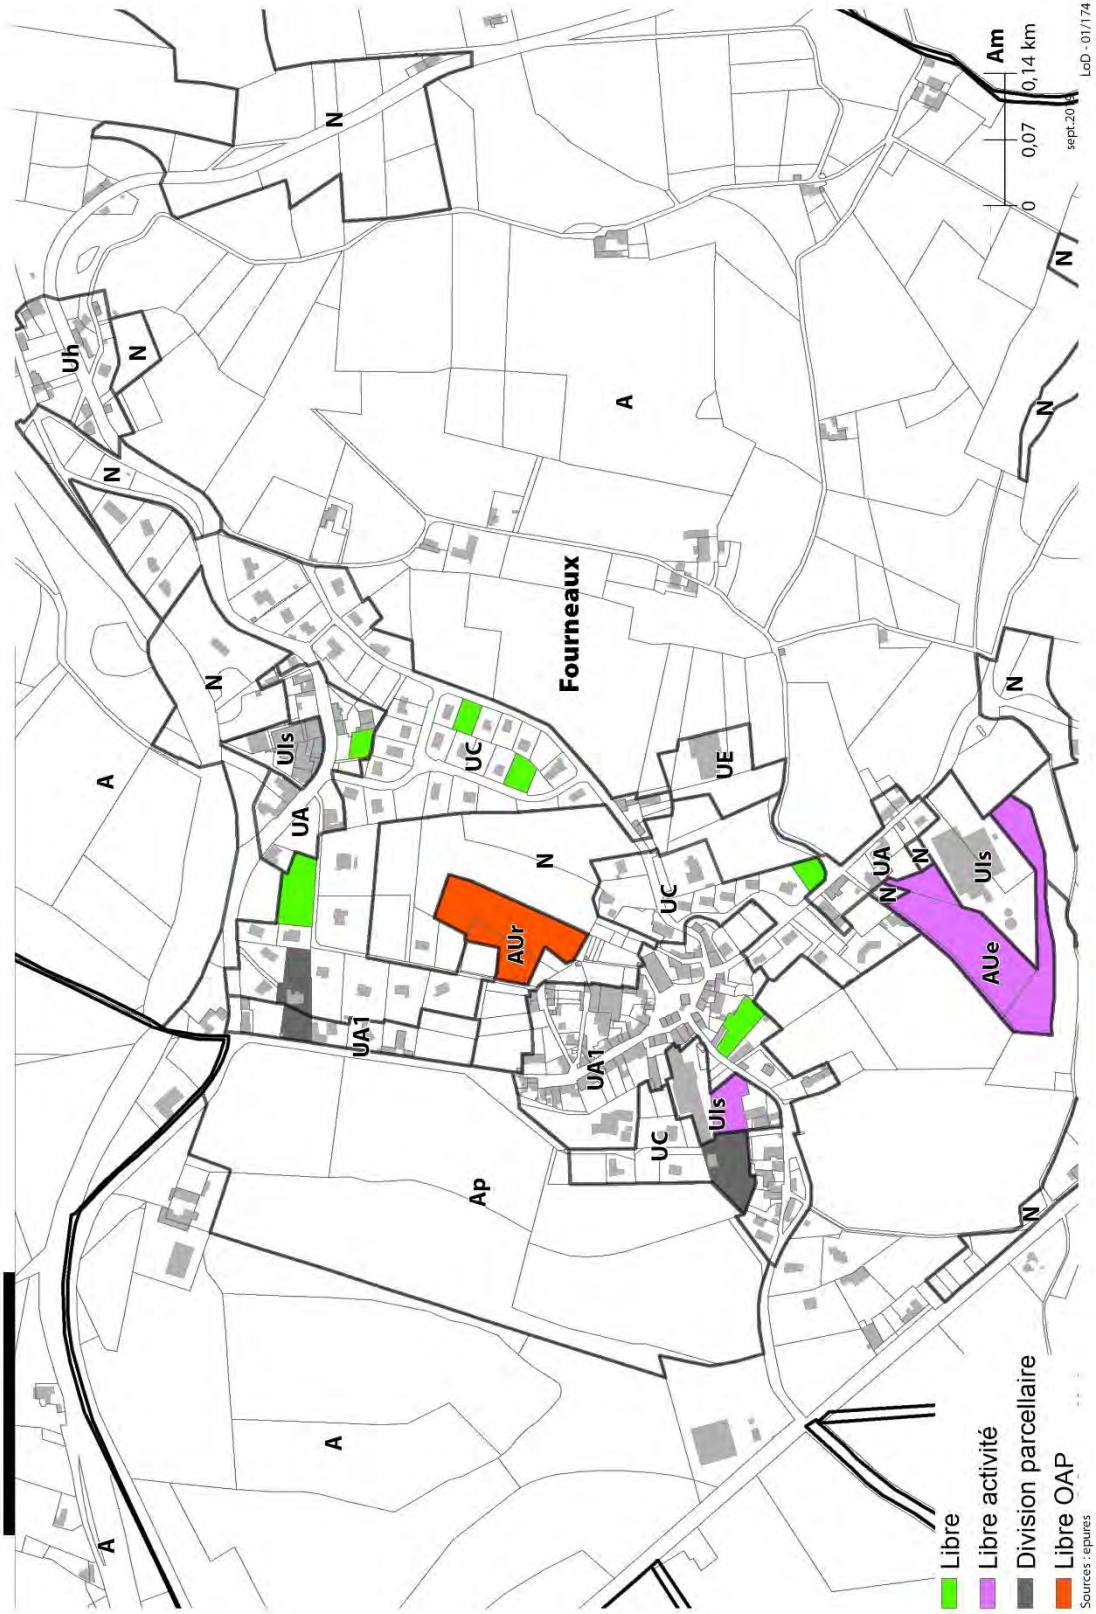 A
A
Ap
UA1
UA1
UC
UIs
AUr
N
UA
UIs
N
A
UC
UC
UE
Fourneaux
N
UA
N
UIs
AUe
N
N
Uh
N
N
A
N
N
N
A
Am
0 0,07 0,14 km
LoD - 01/174
Libre
Libre activité
Division parcellaire
Libre OAP
Sources : epures